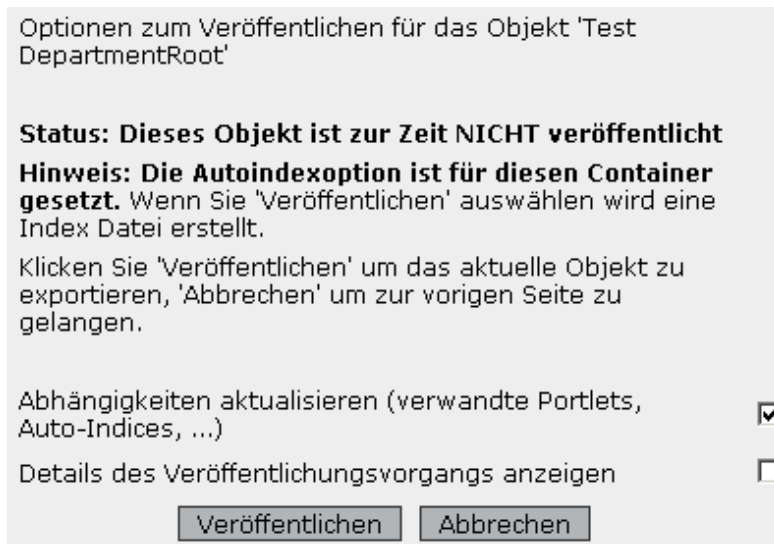 Optionen zum Veröffentlichen für das Objekt 'Test
DepartmentRoot'
Status: Dieses Objekt ist zur Zeit NICHT veröffentlicht
Hinweis: Die Autoindexoption ist für diesen Container
gesetzt. Wenn Sie 'Veröffentlichen' auswählen wird eine
Index Datei erstellt.
Klicken Sie 'Veröffentlichen' um das aktuelle Objekt zu
exportieren, 'Abbrechen' um zur vorigen Seite zu
gelangen.
Abhängigkeiten aktualisieren (verwandte Portlets,
Auto-Indices, ...)
Details des Veröffentlichungsvorgangs anzeigen
Veröffentlichen Abbrechen